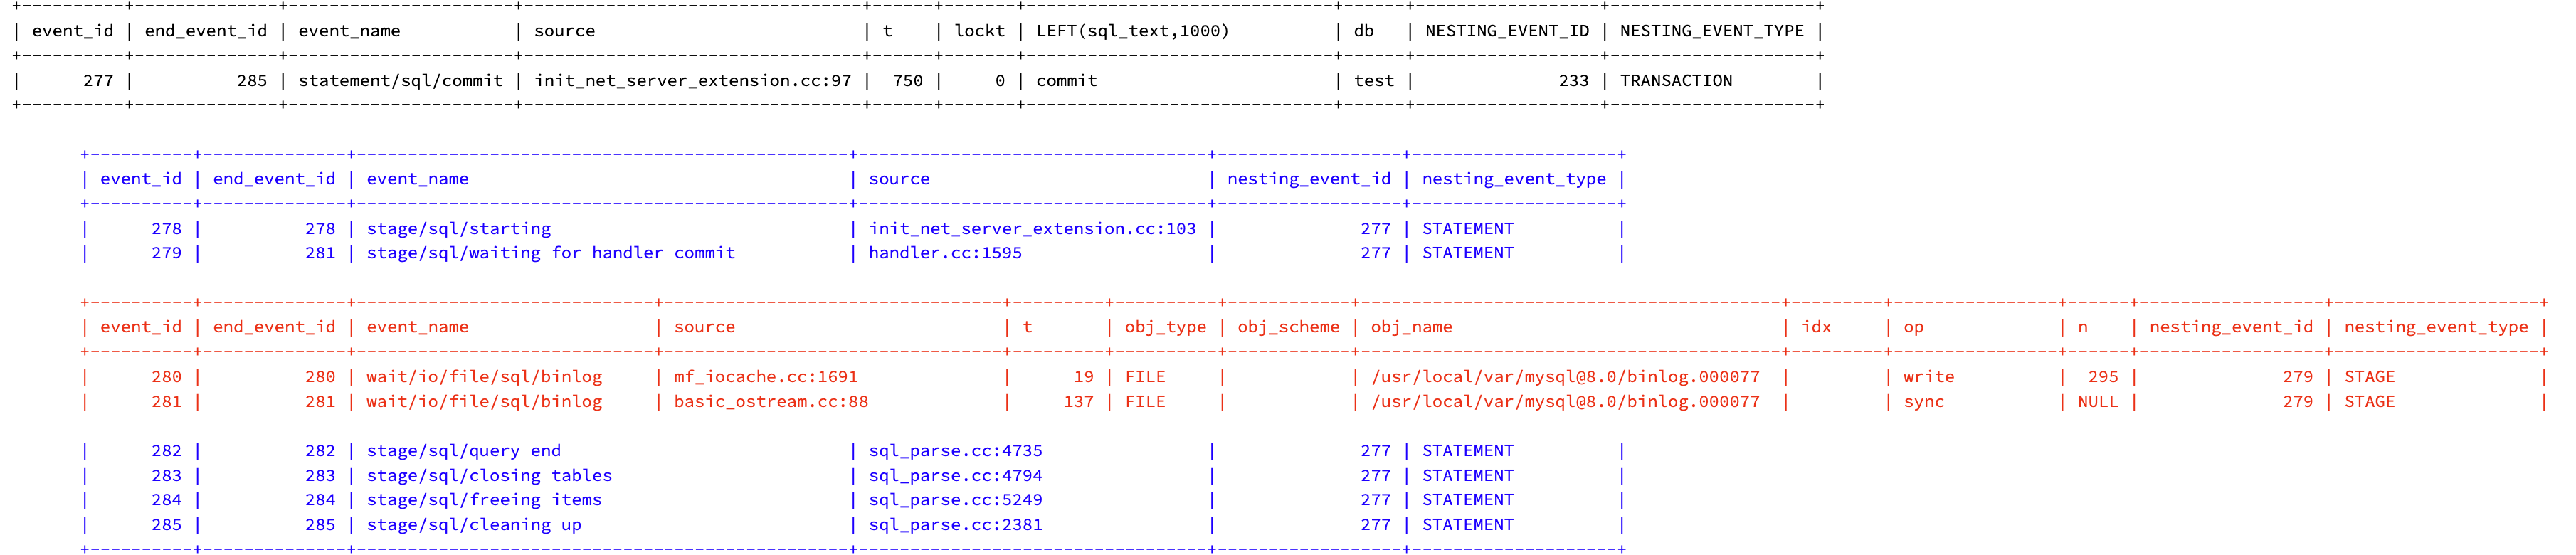 +----------+--------------+----------------------+-------------------------------+------+-------+------------------------------+------+------------------+--------------------+
| event_id | end_event_id | event_name           | source                        | t    | lockt | LEFT(sql_text,1000)          | db   | NESTING_EVENT_ID | NESTING_EVENT_TYPE |
+----------+--------------+----------------------+-------------------------------+------+-------+------------------------------+------+------------------+--------------------+
|      277 |          285 | statement/sql/commit | init_net_server_extension.cc:97 |  750 |     0 | commit                       | test |              233 | TRANSACTION        |
+----------+--------------+----------------------+-------------------------------+------+-------+------------------------------+------+------------------+--------------------+
+----------+--------------+------------------------------------------------+----------------------------------+------------------+--------------------+
| event_id | end_event_id | event_name                                     | source                           | nesting_event_id | nesting_event_type |
+----------+--------------+------------------------------------------------+----------------------------------+------------------+--------------------+
|      278 |          278 | stage/sql/starting                             | init_net_server_extension.cc:103 |              277 | STATEMENT          |
|      279 |          281 | stage/sql/waiting for handler commit           | handler.cc:1595                  |              277 | STATEMENT          |
+----------+--------------+-----------------------------+---------------------------------+---------+----------+------------+-----------------------------------------+---------+----------------+------+------------------+--------------------+
| event_id | end_event_id | event_name                  | source                          | t       | obj_type | obj_scheme | obj_name                                | idx     | op             | n    | nesting_event_id | nesting_event_type |
+----------+--------------+-----------------------------+---------------------------------+---------+----------+------------+-----------------------------------------+---------+----------------+------+------------------+--------------------+
|      280 |          280 | wait/io/file/sql/binlog     | mf_iocache.cc:1691              |      19 | FILE     |            | /usr/local/var/mysql@8.0/binlog.000077  |         | write          |  295 |              279 | STAGE              |
|      281 |          281 | wait/io/file/sql/binlog     | basic_ostream.cc:88             |     137 | FILE     |            | /usr/local/var/mysql@8.0/binlog.000077  |         | sync           | NULL |              279 | STAGE              |
|      282 |          282 | stage/sql/query end                            | sql_parse.cc:4735                |              277 | STATEMENT          |
|      283 |          283 | stage/sql/closing tables                       | sql_parse.cc:4794                |              277 | STATEMENT          |
|      284 |          284 | stage/sql/freeing items                        | sql_parse.cc:5249                |              277 | STATEMENT          |
|      285 |          285 | stage/sql/cleaning up                          | sql_parse.cc:2381                |              277 | STATEMENT          |
+----------+--------------+------------------------------------------------+----------------------------------+------------------+--------------------+